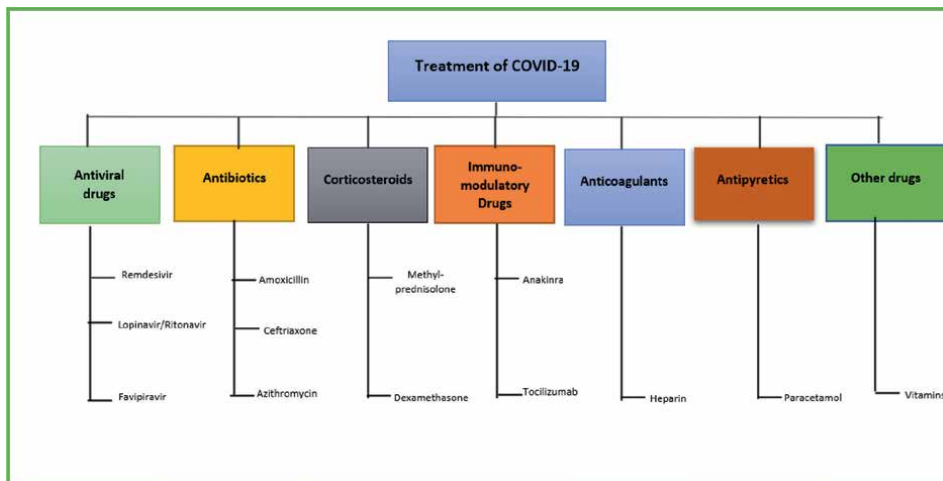 Treatment of COVID-19
Antiviral
drugs
Antibiotics
Corticosteroids
Immuno-
modulatory
Drugs
Anticoagulants
Antipyretics
Other drugs
Remdesivir
Lopinavir/Ritonavir
Favipiravir
Amoxicillin
Ceftriaxone
Azithromycin
Methyl-
prednisolone
Dexamethasone
Anakinra
Tocilizumab
Heparin
Paracetamol
Vitamins